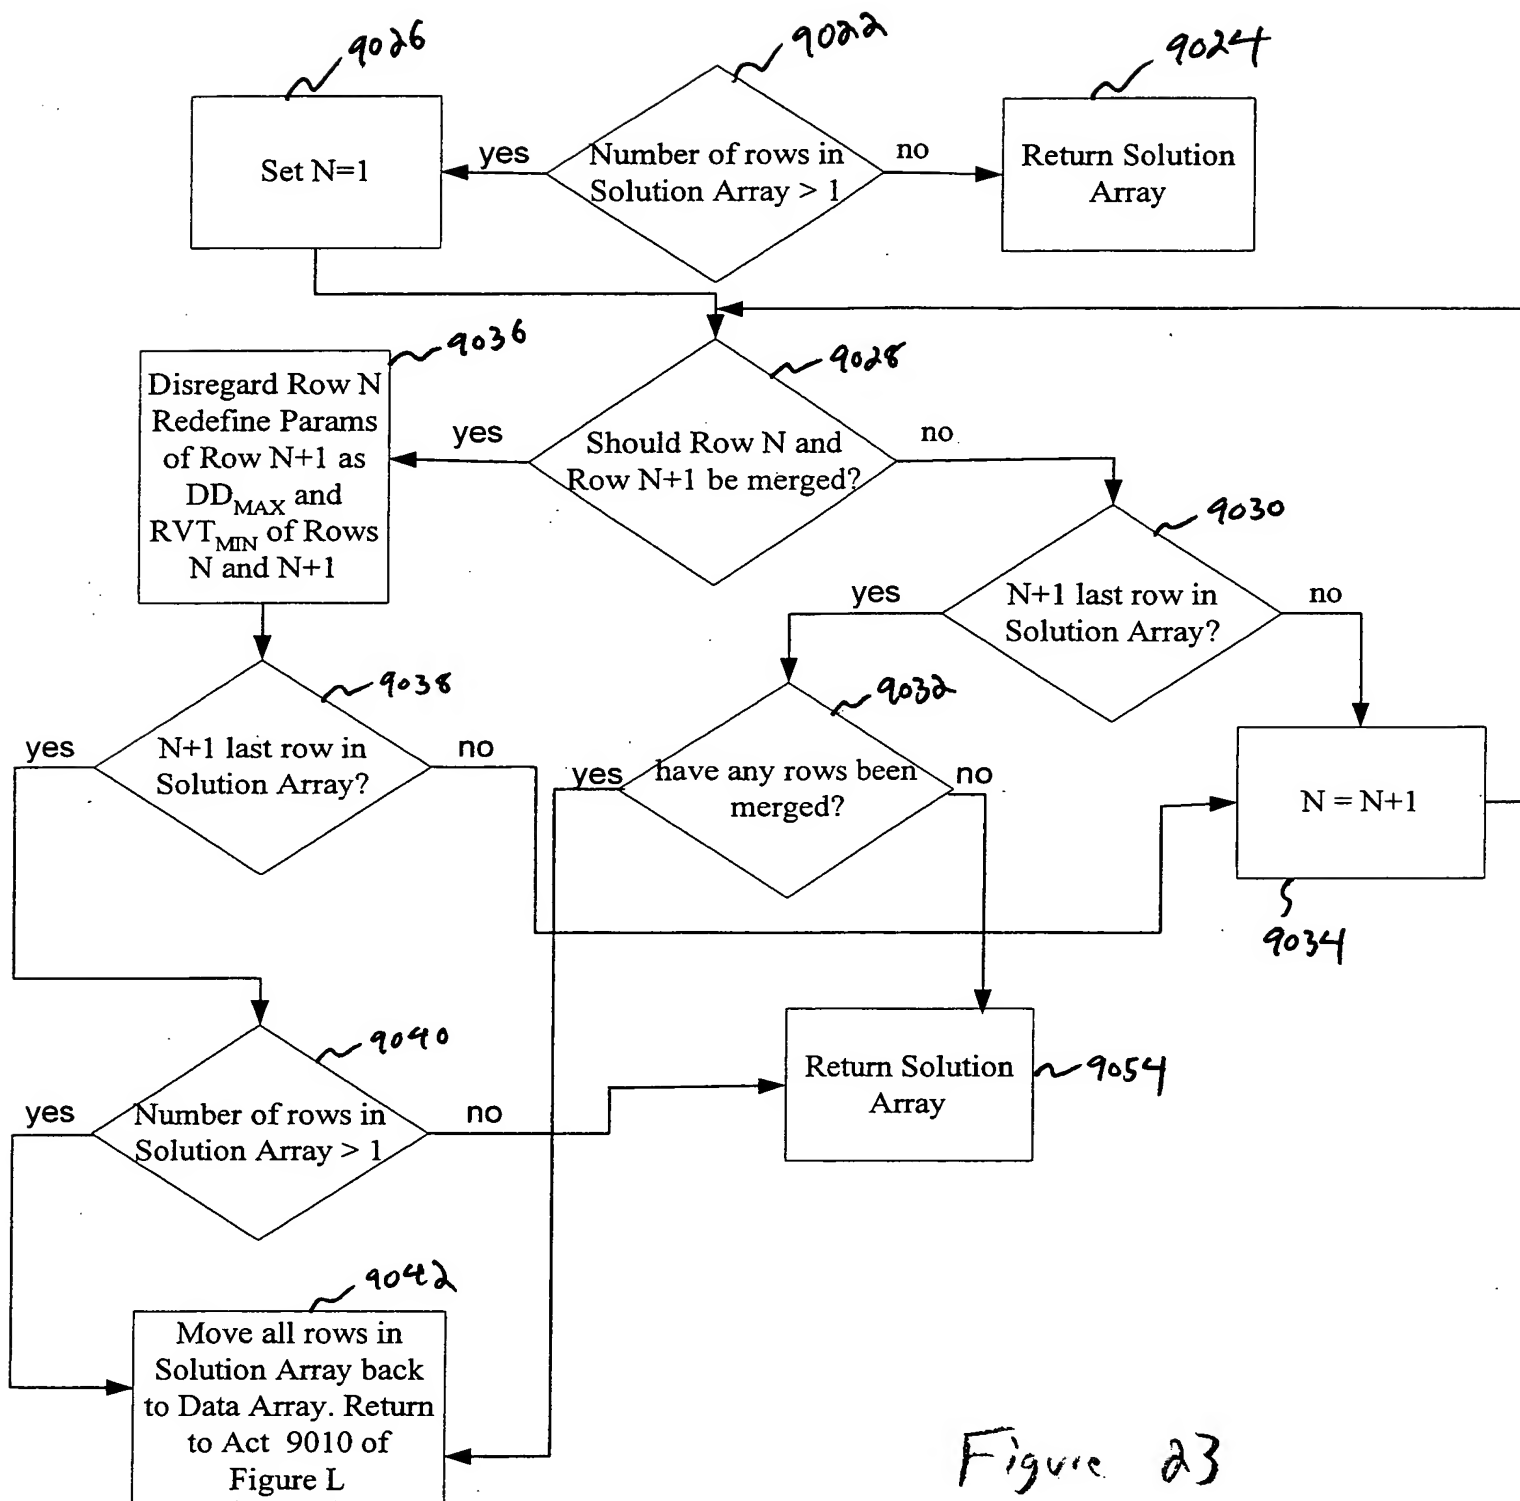 9026
9022
9024
Set N=1
yes
Number of rows in
Solution Array > 1
no
Return Solution
Array
9036
9028
Disregard Row N
Redefine Params
of Row N+1 as
DDMAX and
RVTMIN of Rows
N and N+1
yes
Should Row N and
Row N+1 be merged?
no
9030
yes
N+1 last row in
Solution Array?
no
9038
9032
yes
N+1 last row in
Solution Array?
no
yes
have any rows been
merged?
no
N = N+1
9034
9040
yes
Number of rows in
Solution Array > 1
no
Return Solution
Array
9054
9042
Move all rows in
Solution Array back
to Data Array. Return
to Act 9010 of
Figure L
Figure 23